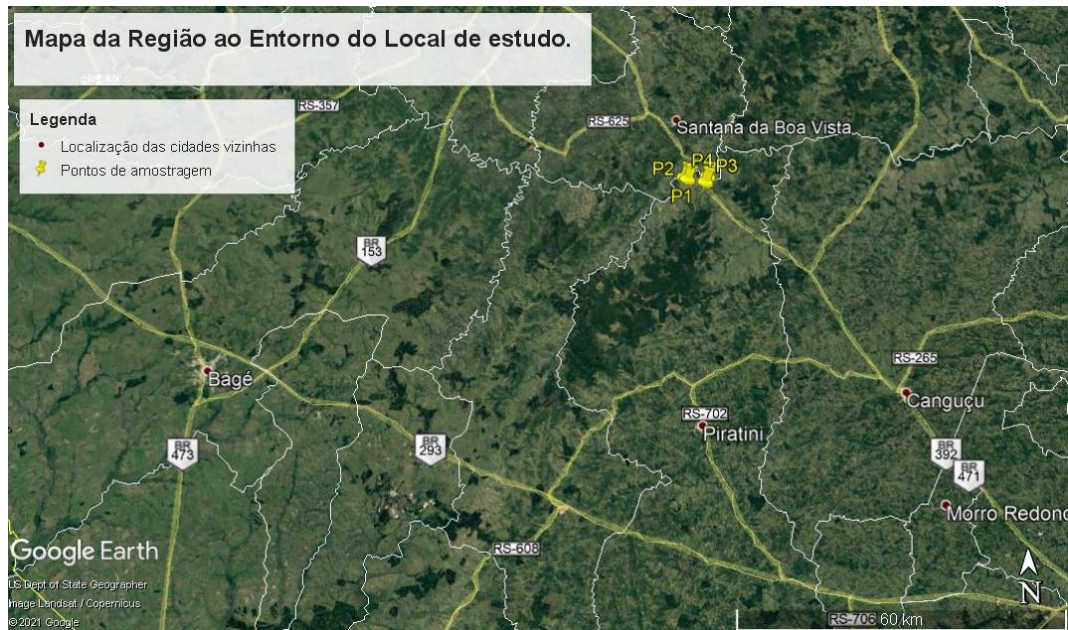 Mapa da Região ao Entorno do Local de estudo.
Legenda
Localização das cidades vizinhas
Pontos de amostragem
RS-357
RS-625
Santana da Boa Vista
P2
P4
P3
P1
BR
153
Bagé
RS-265
Canguçu
RS-702
Piratini
BR
473
BR
293
BR
392
BR
471
Morro Redond
RS-608
Google Earth
US Dept of State Geographer
Image Landsat / Copernicus
©2021 Google
N
RS-706
60 km